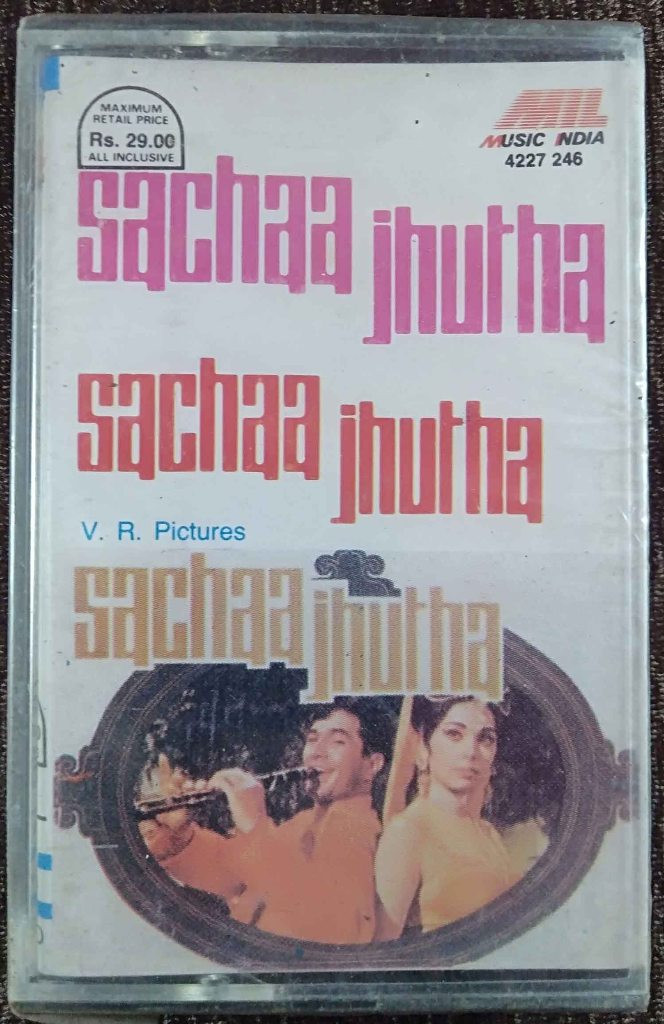 MAXIMUM
RETAIL PRICE
Rs. 29.00
ALL INCLUSIVE
MIL
MUSIC INDIA
4227 246
sachaa jhutha
sachaa jhutha
V. R. Pictures
sachaa jhutha